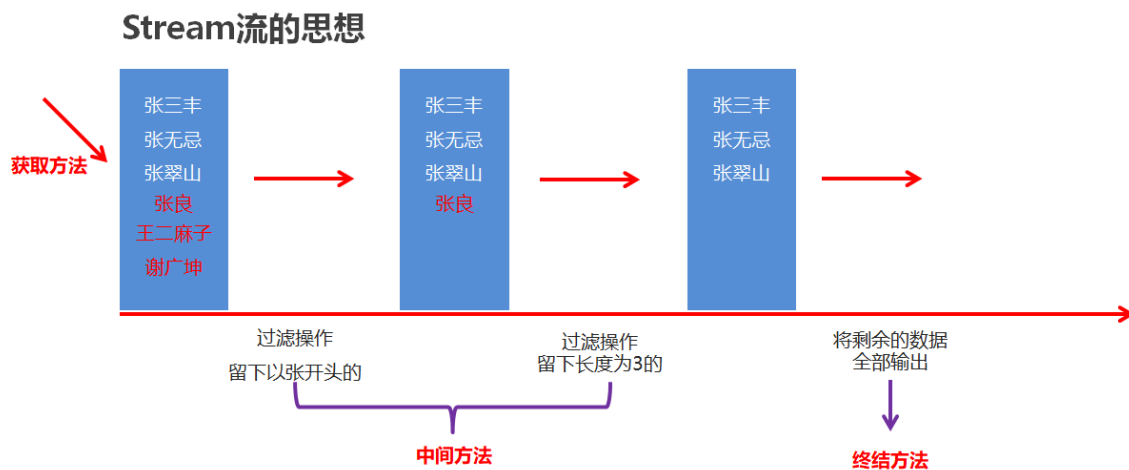 Stream流的思想
获取方法
张三丰
张无忌
张翠山
张良
王二麻子
谢广坤
张三丰
张无忌
张翠山
张良
张三丰
张无忌
张翠山
过滤操作
留下以张开头的
过滤操作
留下长度为3的
将剩余的数据
全部输出
中间方法
终结方法